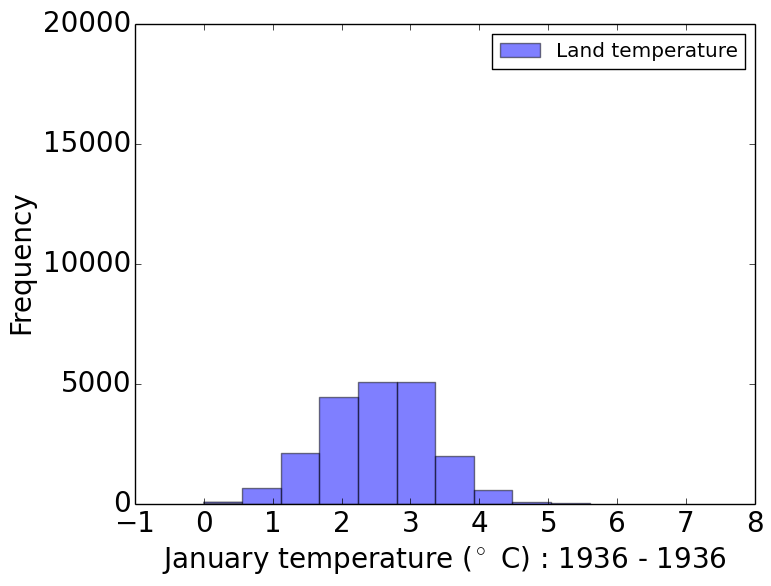 20000
Land temperature
15000
Frequency
10000
5000
0
−1 0 1 2 3 4 5 6 7 8
January temperature (° C) : 1936 - 1936